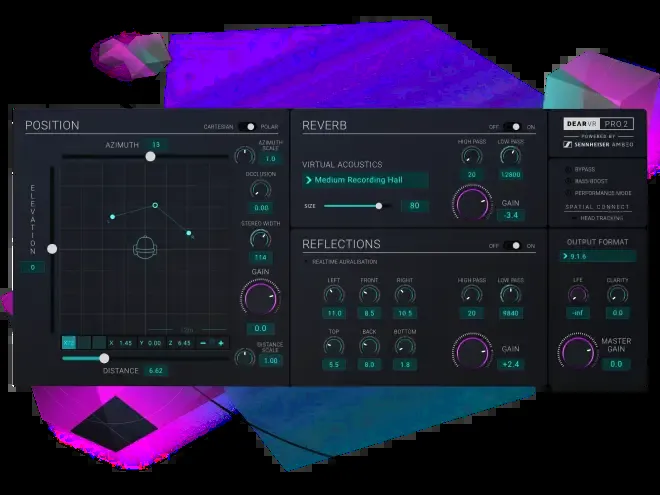 POSITION
CARTESIAN POLAR
AZIMUTH 13
AZIMUTH SCALE
1.0
OCCLUSION
0.00
STEREO WIDTH
114
GAIN
0.0
ELEVATION
0
X 1.45 Y 0.00 Z 6.45 − +
DISTANCE SCALE
1.00
DISTANCE 6.62
REVERB
OFF ON
VIRTUAL ACOUSTICS
Medium Recording Hall
SIZE 80
HIGH PASS LOW PASS
20 12800
GAIN
-3.4
REFLECTIONS
OFF ON
REALTIME AURALISATION
LEFT FRONT RIGHT
11.0 8.5 10.5
TOP BACK BOTTOM
5.5 8.0 1.8
HIGH PASS LOW PASS
20 9640
GAIN
+2.4
DEARVR PRO 2
POWERED BY
SENNHEISER AMBEO
BYPASS
BASS BOOST
PERFORMANCE MODE
SPATIAL CONNECT
HEAD TRACKING
OUTPUT FORMAT
9.1.6
LFE CLARITY
-inf 0.0
MASTER GAIN
0.0